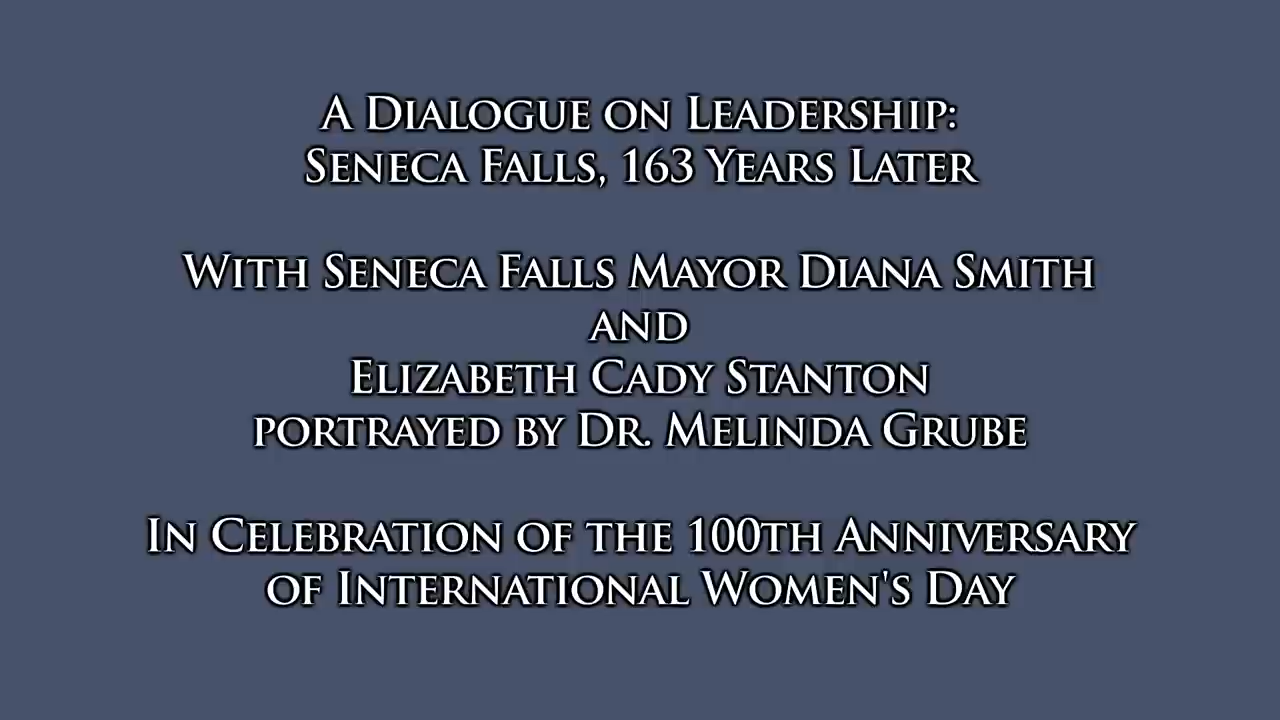 A Dialogue on Leadership:
Seneca Falls, 163 Years Later
With Seneca Falls Mayor Diana Smith
and
Elizabeth Cady Stanton
portrayed by Dr. Melinda Grube
In Celebration of the 100th Anniversary
of International Women's Day